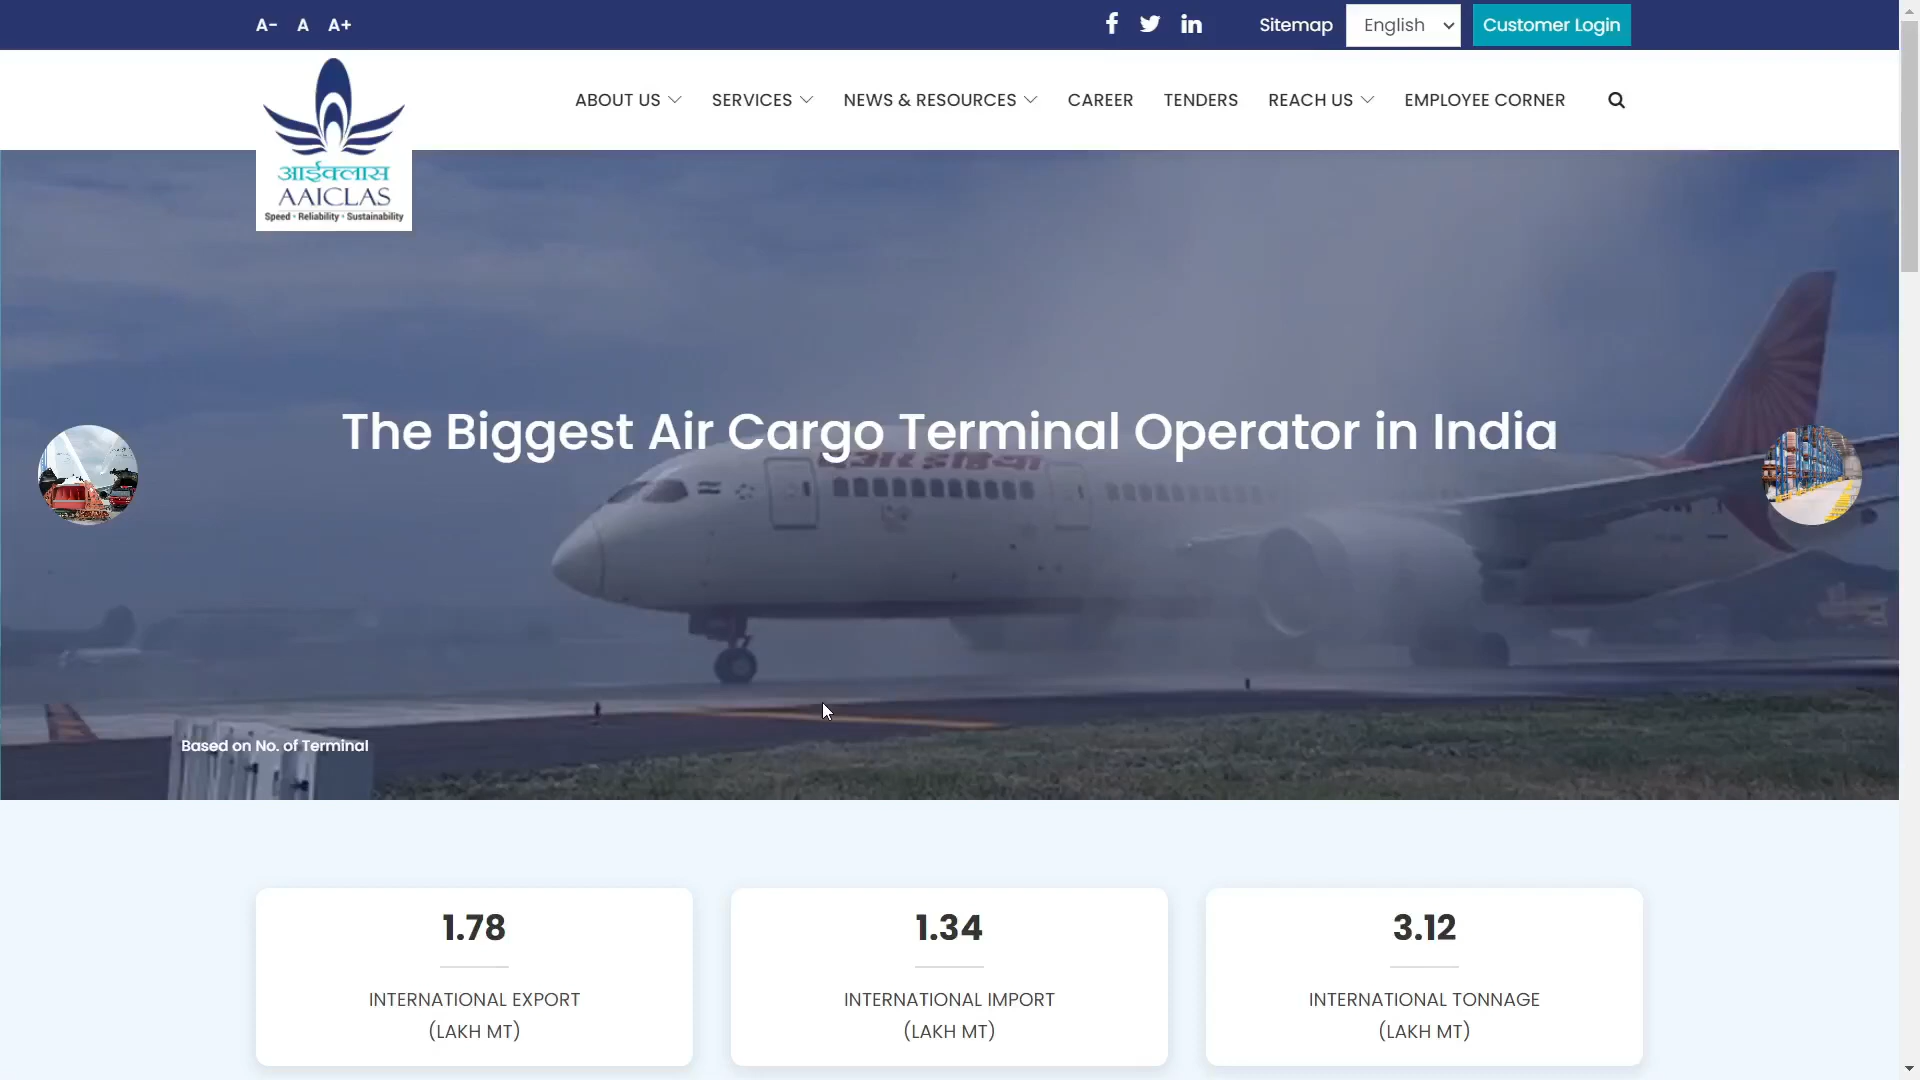 A- A A+
Sitemap English Customer Login
आईक्लास
AAICLAS
Speed • Reliability • Sustainability
ABOUT US SERVICES NEWS & RESOURCES CAREER TENDERS REACH US EMPLOYEE CORNER
The Biggest Air Cargo Terminal Operator in India
Based on No. of Terminal
1.78
INTERNATIONAL EXPORT
(LAKH MT)
1.34
INTERNATIONAL IMPORT
(LAKH MT)
3.12
INTERNATIONAL TONNAGE
(LAKH MT)